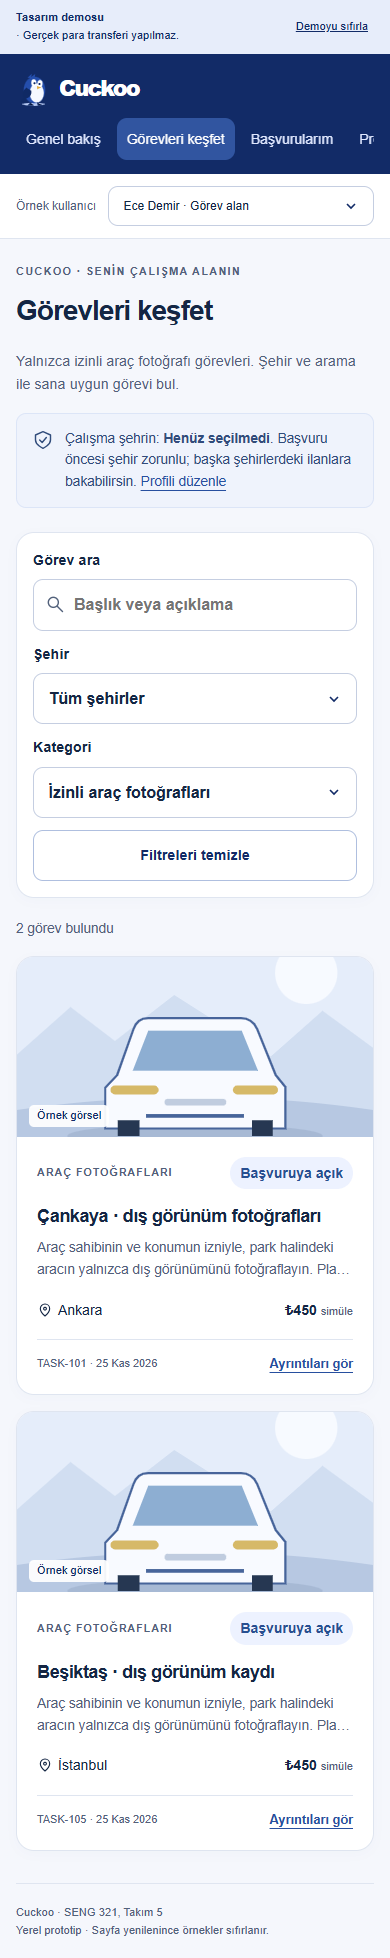 Tasarım demosu
· Gerçek para transferi yapılmaz.
Demoyu sıfırla
Cuckoo
Genel bakış
Görevleri keşfet
Başvurularım
Pr
Örnek kullanıcı
Ece Demir · Görev alan
CUCKOO · SENİN ÇALIŞMA ALANIN
Görevleri keşfet
Yalnızca izinli araç fotoğrafı görevleri. Şehir ve arama
ile sana uygun görevi bul.
Çalışma şehrin: Henüz seçilmedi. Başvuru
öncesi şehir zorunlu; başka şehirlerdeki ilanlara
bakabilirsin. Profili düzenle
Görev ara
Başlık veya açıklama
Şehir
Tüm şehirler
Kategori
İzinli araç fotoğrafları
Filtreleri temizle
2 görev bulundu
Örnek görsel
ARAÇ FOTOĞRAFLARI
Başvuruya açık
Çankaya · dış görünüm fotoğrafları
Araç sahibinin ve konumun izniyle, park halindeki
aracın yalnızca dış görünümünü fotoğraflayın. Pla...
Ankara
₺450 simüle
TASK-101 · 25 Kas 2026
Ayrıntıları gör
Örnek görsel
ARAÇ FOTOĞRAFLARI
Başvuruya açık
Beşiktaş · dış görünüm kaydı
Araç sahibinin ve konumun izniyle, park halindeki
aracın yalnızca dış görünümünü fotoğraflayın. Pla...
İstanbul
₺450 simüle
TASK-105 · 25 Kas 2026
Ayrıntıları gör
Cuckoo · SENG 321, Takım 5
Yerel prototip · Sayfa yenilenince örnekler sıfırlanır.